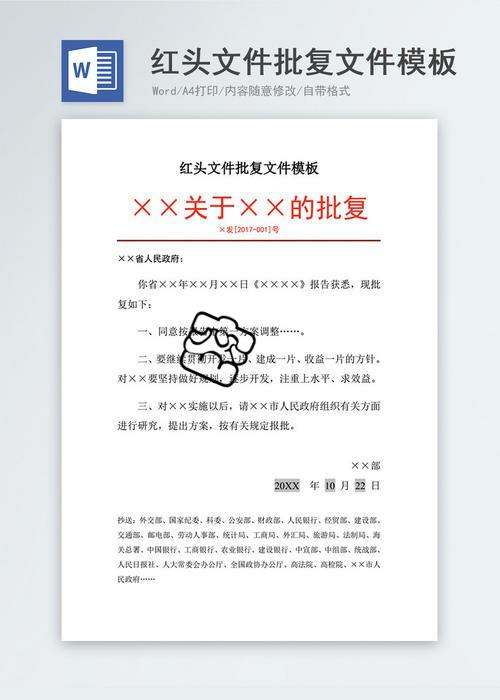 W
红头文件批复文件模板
Word/A4打印/内容随意修改/自带格式
红头文件批复文件模板
××关于××的批复
×发[2017-001]号
××省人民政府：
你省××年××月××日《××××》报告获悉，现批
复如下：
一、同意按第一方案调整……。
二、要继续贯彻开发一片、建成一片、收益一片的方针。
对××要坚持做好规划，逐步开发，注重上水平、求效益。
三、对××实施以后，请××市人民政府组织有关方面
进行研究，提出方案，按有关规定报批。
××部
20XX 年 10 月 22 日
抄送：外交部、国家纪委、科委、公安部、财政部、人民银行、经贸部、建设部、
交通部、邮电部、劳动人事部、统计局、工商局、外汇局、旅游局、法制局、海
关总署、中国银行、工商银行、农业银行、建设银行、中宣部、中组部、统战部、
人民日报社、人大常委会办公厅、全国政协办公厅、高法院、高检院、××市人
民政府……